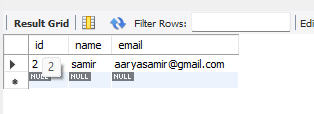 Result Grid Filter Rows: Edi
id name email
2 2 samir aaryasamir@gmail.com
NULL NULL NULL